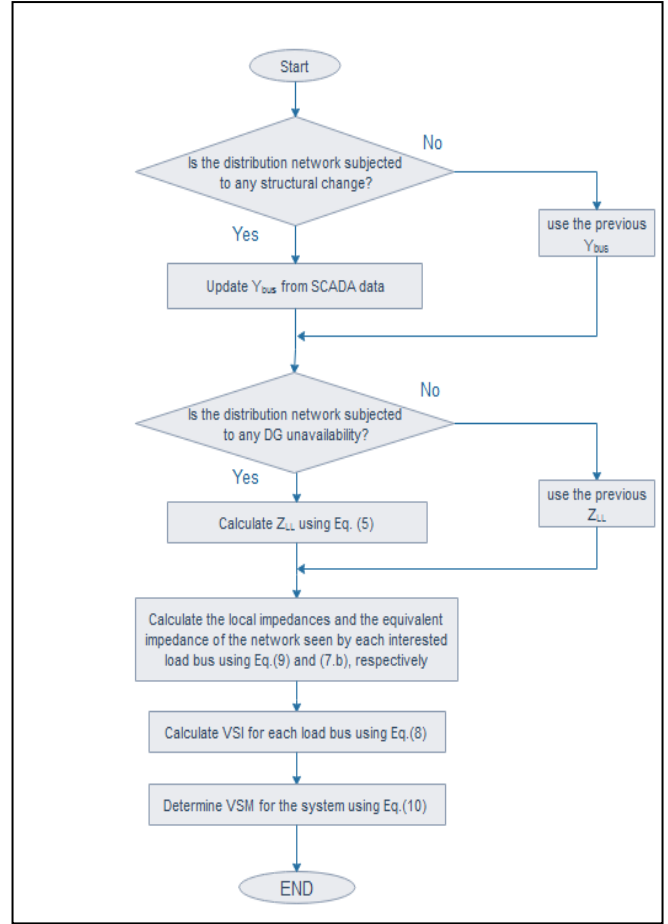 Start
Is the distribution network subjected
to any structural change?
No
Yes
use the previous
Ybus
Update Ybus from SCADA data
Is the distribution network subjected
to any DG unavailability?
No
Yes
use the previous
ZLL
Calculate ZLL using Eq. (5)
Calculate the local impedances and the equivalent
impedance of the network seen by each interested
load bus using Eq.(9) and (7.b), respectively
Calculate VSI for each load bus using Eq.(8)
Determine VSM for the system using Eq.(10)
END